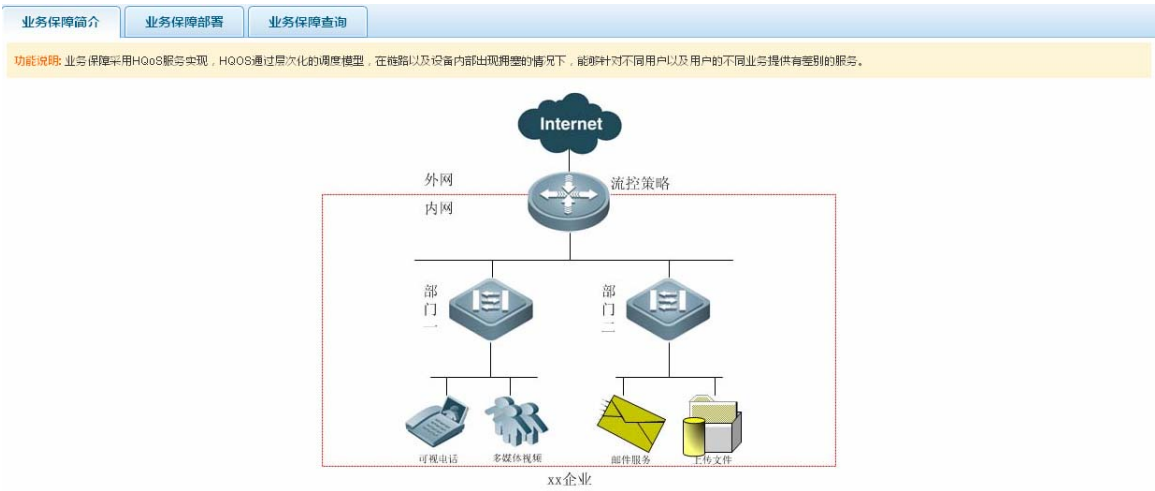 业务保障简介 业务保障部署 业务保障查询
功能说明: 业务保障采用HQoS服务实现，HQOS通过层次化的调度模型，在链路以及设备内部出现拥塞的情况下，能够针对不同用户以及用户的不同业务提供有差别的服务。
Internet
外网 流控策略
内网
部门一 部门二
可视电话 多媒体视频 邮件服务 上传文件
xx企业